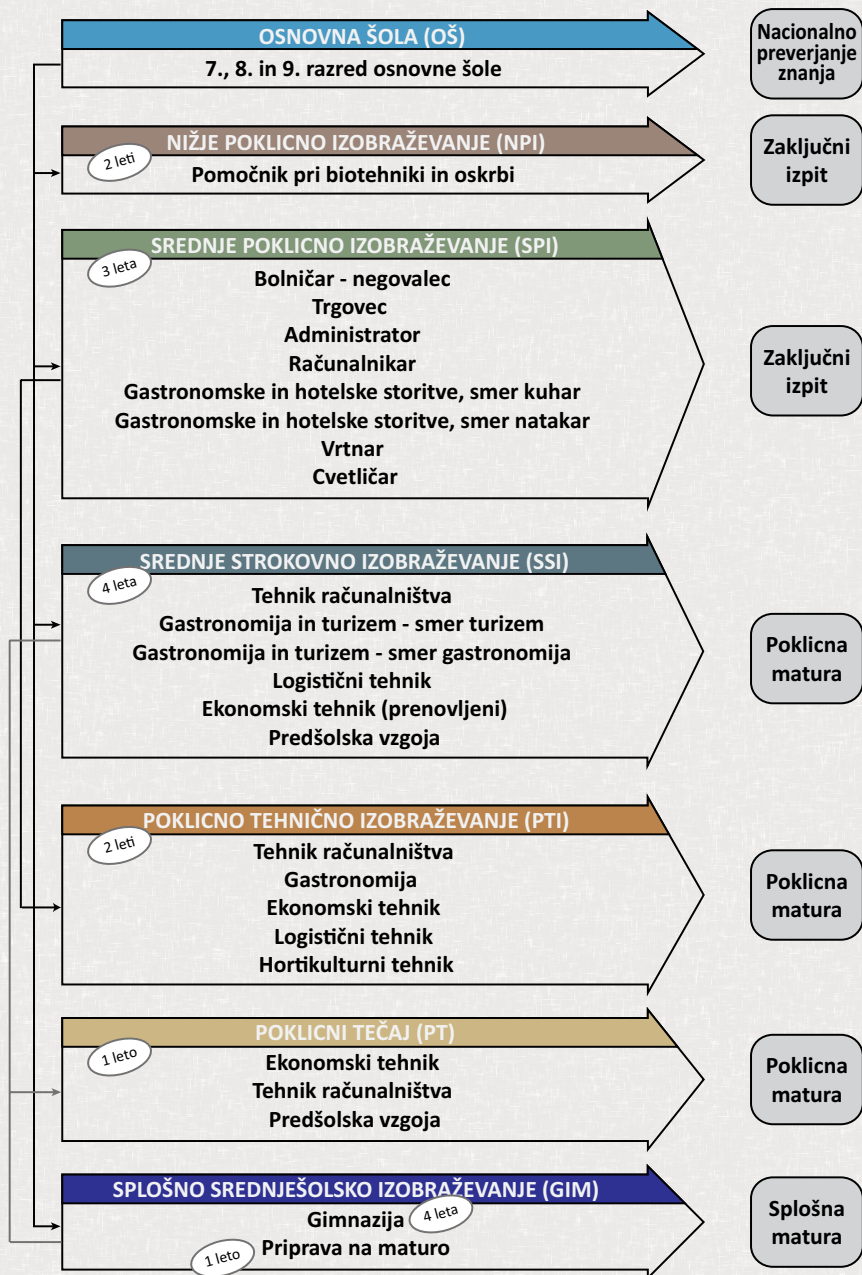 OSNOVNA ŠOLA (OŠ)
7., 8. in 9. razred osnovne šole
Nacionalno
preverjanje
znanja
NIŽJE POKLICNO IZOBRAŽEVANJE (NPI)
2 leti
Pomočnik pri biotehniki in oskrbi
Zaključni
izpit
SREDNJE POKLICNO IZOBRAŽEVANJE (SPI)
3 leta
Bolničar - negovalec
Trgovec
Administrator
Računalnikar
Gastronomske in hotelske storitve, smer kuhar
Gastronomske in hotelske storitve, smer natakar
Vrtnar
Cvetličar
Zaključni
izpit
SREDNJE STROKOVNO IZOBRAŽEVANJE (SSI)
4 leta
Tehnik računalništva
Gastronomija in turizem - smer turizem
Gastronomija in turizem - smer gastronomija
Logistični tehnik
Ekonomski tehnik (prenovljeni)
Predšolska vzgoja
Poklicna
matura
POKLICNO TEHNIČNO IZOBRAŽEVANJE (PTI)
2 leti
Tehnik računalništva
Gastronomija
Ekonomski tehnik
Logistični tehnik
Hortikulturni tehnik
Poklicna
matura
POKLICNI TEČAJ (PT)
1 leto
Ekonomski tehnik
Tehnik računalništva
Predšolska vzgoja
Poklicna
matura
SPLOŠNO SREDNJEŠOLSKO IZOBRAŽEVANJE (GIM)
Gimnazija 4 leta
1 leto Priprava na maturo
Splošna
matura